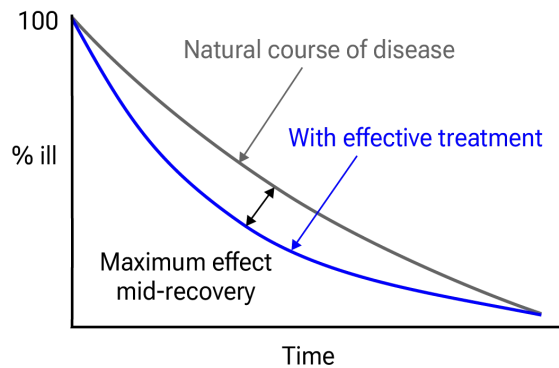 100
Natural course of disease
With effective treatment
% ill
Maximum effect
mid-recovery
Time